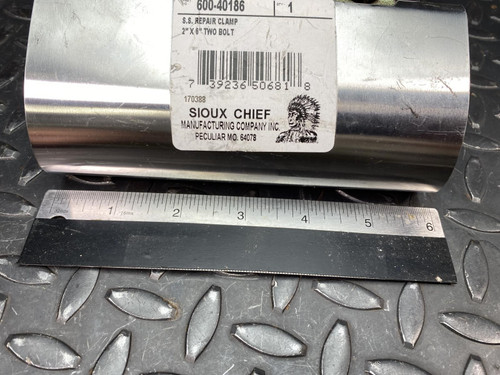 600-40186 1
S.S. REPAIR CLAMP
2" X 6" TWO BOLT
7 39236 50681 8
170388
SIOUX CHIEF
MANUFACTURING COMPANY INC.
PECULIAR MO. 64078
1 2 3 4 5 6